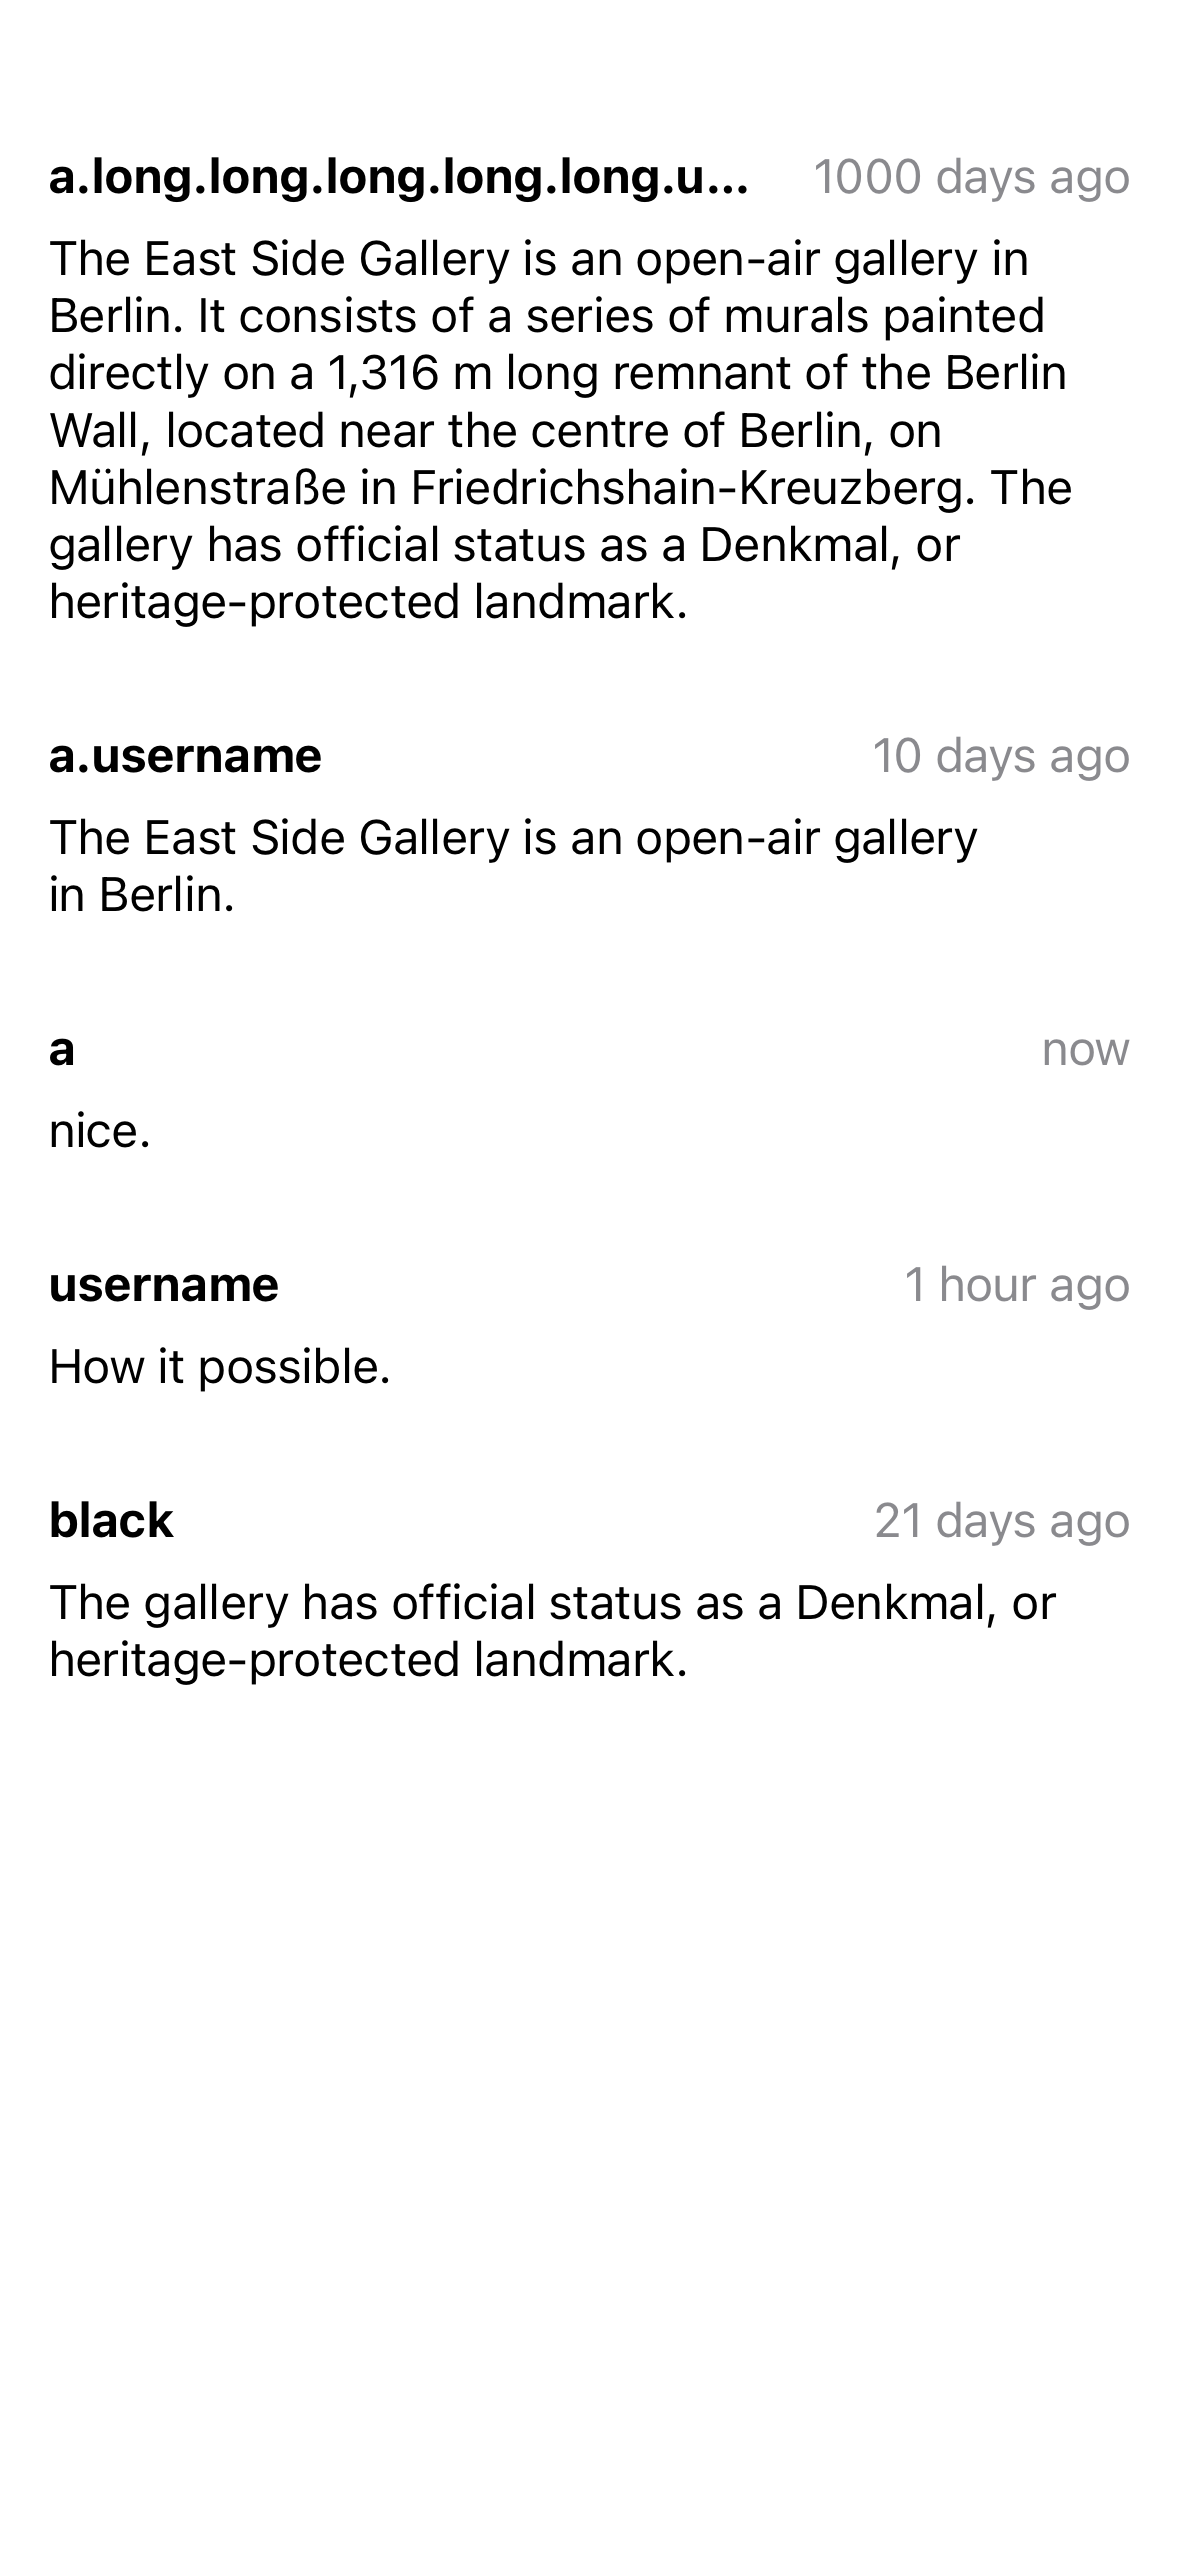 a.long.long.long.long.long.u... 1000 days ago
The East Side Gallery is an open-air gallery in
Berlin. It consists of a series of murals painted
directly on a 1,316 m long remnant of the Berlin
Wall, located near the centre of Berlin, on
Mühlenstraße in Friedrichshain-Kreuzberg. The
gallery has official status as a Denkmal, or
heritage-protected landmark.
a.username 10 days ago
The East Side Gallery is an open-air gallery
in Berlin.
a now
nice.
username 1 hour ago
How it possible.
black 21 days ago
The gallery has official status as a Denkmal, or
heritage-protected landmark.